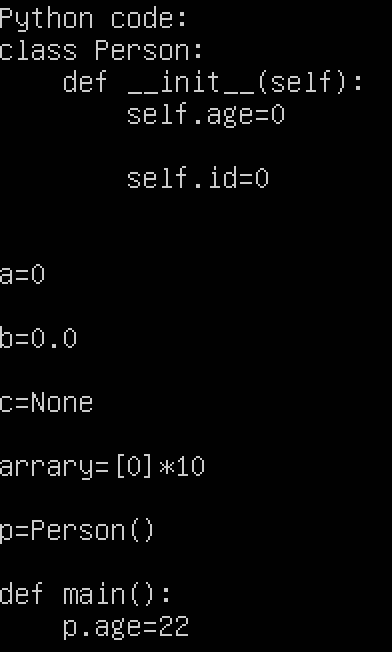 Python code:
class Person:
    def __init__(self):
        self.age=0
        self.id=0
a=0
b=0.0
c=None
arrary=[0]*10
p=Person()
def main():
    p.age=22